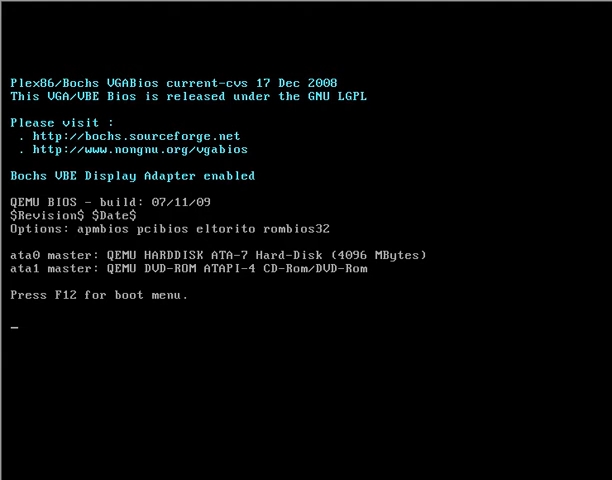 Plex86/Bochs VGABios current-cvs 17 Dec 2008
This VGA/VBE Bios is released under the GNU LGPL
Please visit :
. http://bochs.sourceforge.net
. http://www.nongnu.org/vgabios
Bochs VBE Display Adapter enabled
QEMU BIOS - build: 07/11/09
$Revision$ $Date$
Options: apmbios pcibios eltorito rombios32
ata0 master: QEMU HARDDISK ATA-7 Hard-Disk (4096 MBytes)
ata1 master: QEMU DVD-ROM ATAPI-4 CD-Rom/DVD-Rom
Press F12 for boot menu.
_